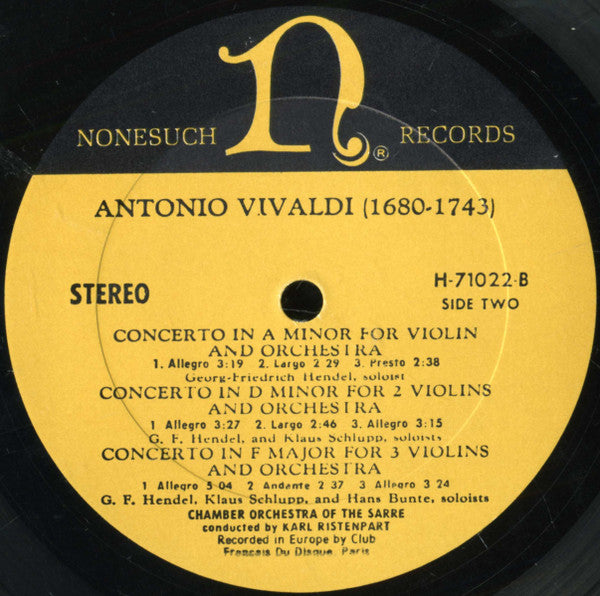 n
NONESUCH ® RECORDS
ANTONIO VIVALDI (1680-1743)
STEREO
H-71022-B
SIDE TWO
CONCERTO IN A MINOR FOR VIOLIN
AND ORCHESTRA
1. Allegro 3:19 2. Largo 2 29 3. Presto 2:38
Georg-Friedrich Hendel, soloist
CONCERTO IN D MINOR FOR 2 VIOLINS
AND ORCHESTRA
1 Allegro 3:27 2. Largo 2:46 3. Allegro 3:15
G. F. Hendel, and Klaus Schlupp, soloists
CONCERTO IN F MAJOR FOR 3 VIOLINS
AND ORCHESTRA
1 Allegro 5 04 2 Andante 2 37 3 Allegro 3 24
G. F. Hendel, Klaus Schlupp, and Hans Bunte, soloists
CHAMBER ORCHESTRA OF THE SARRE
conducted by KARL RISTENPART
Recorded in Europe by Club
Francais Du Disque, Paris